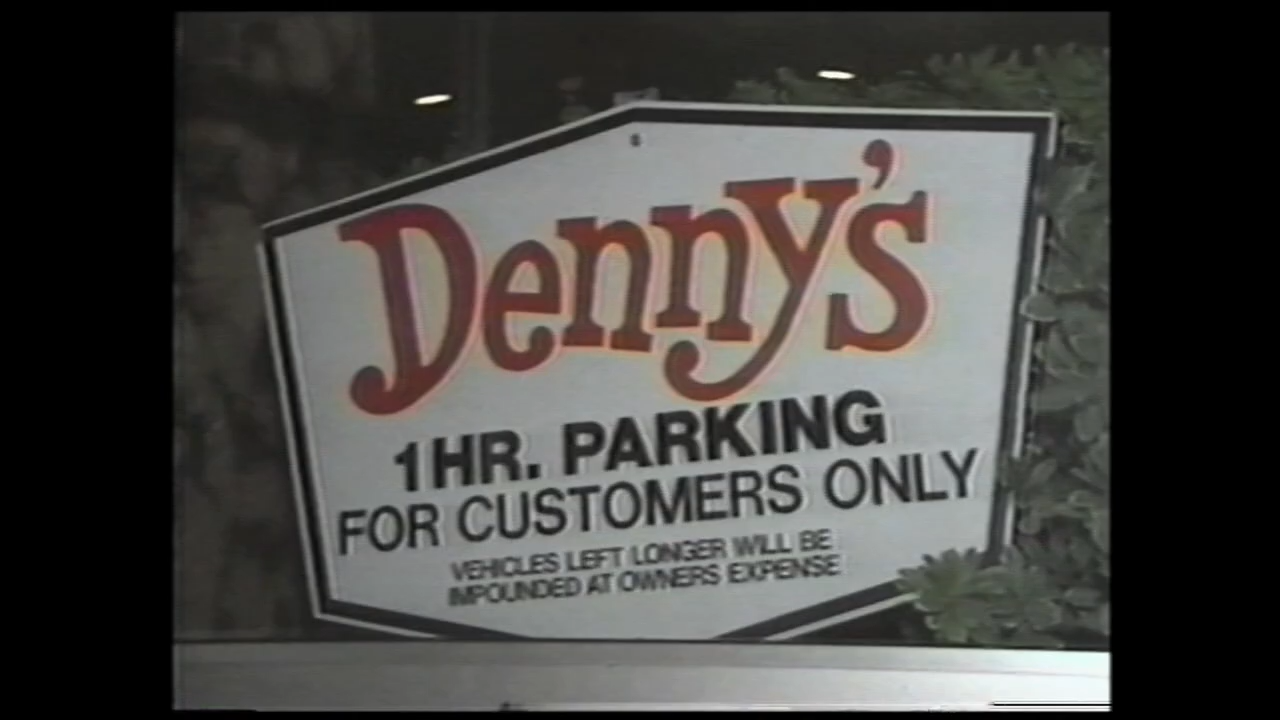 Denny's
1HR. PARKING
FOR CUSTOMERS ONLY
VEHICLES LEFT LONGER WILL BE
IMPOUNDED AT OWNERS EXPENSE